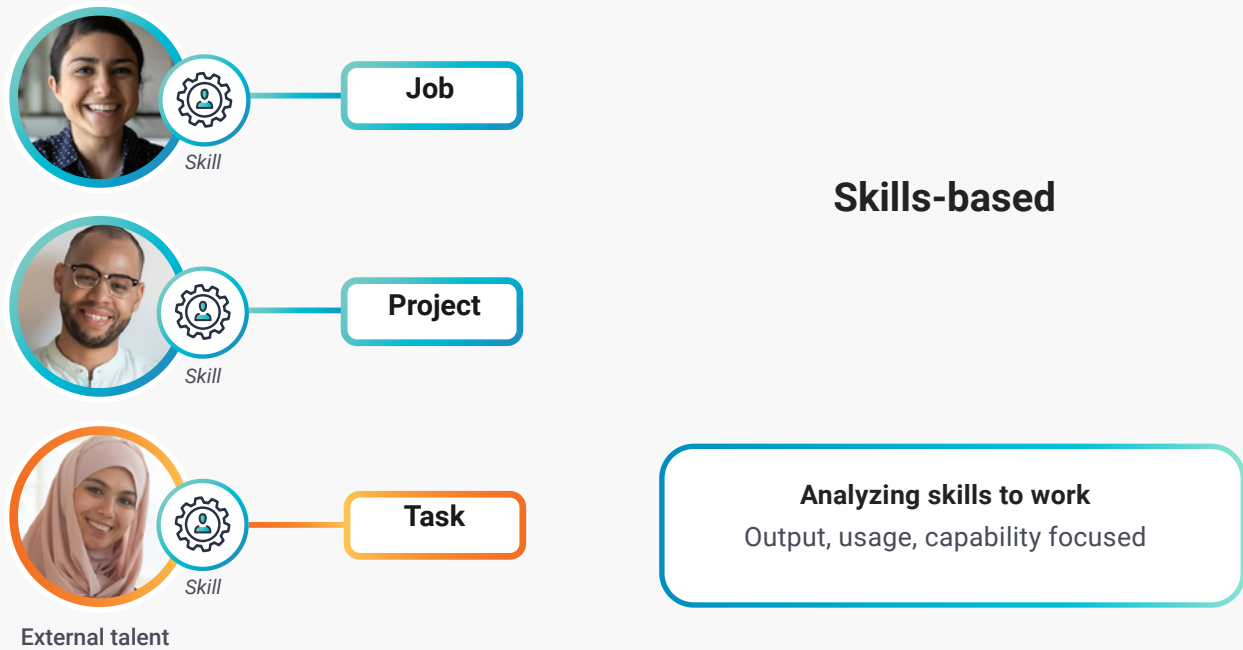 Job
Skill
Skills-based
Project
Skill
Task
Skill
External talent
Analyzing skills to work
Output, usage, capability focused